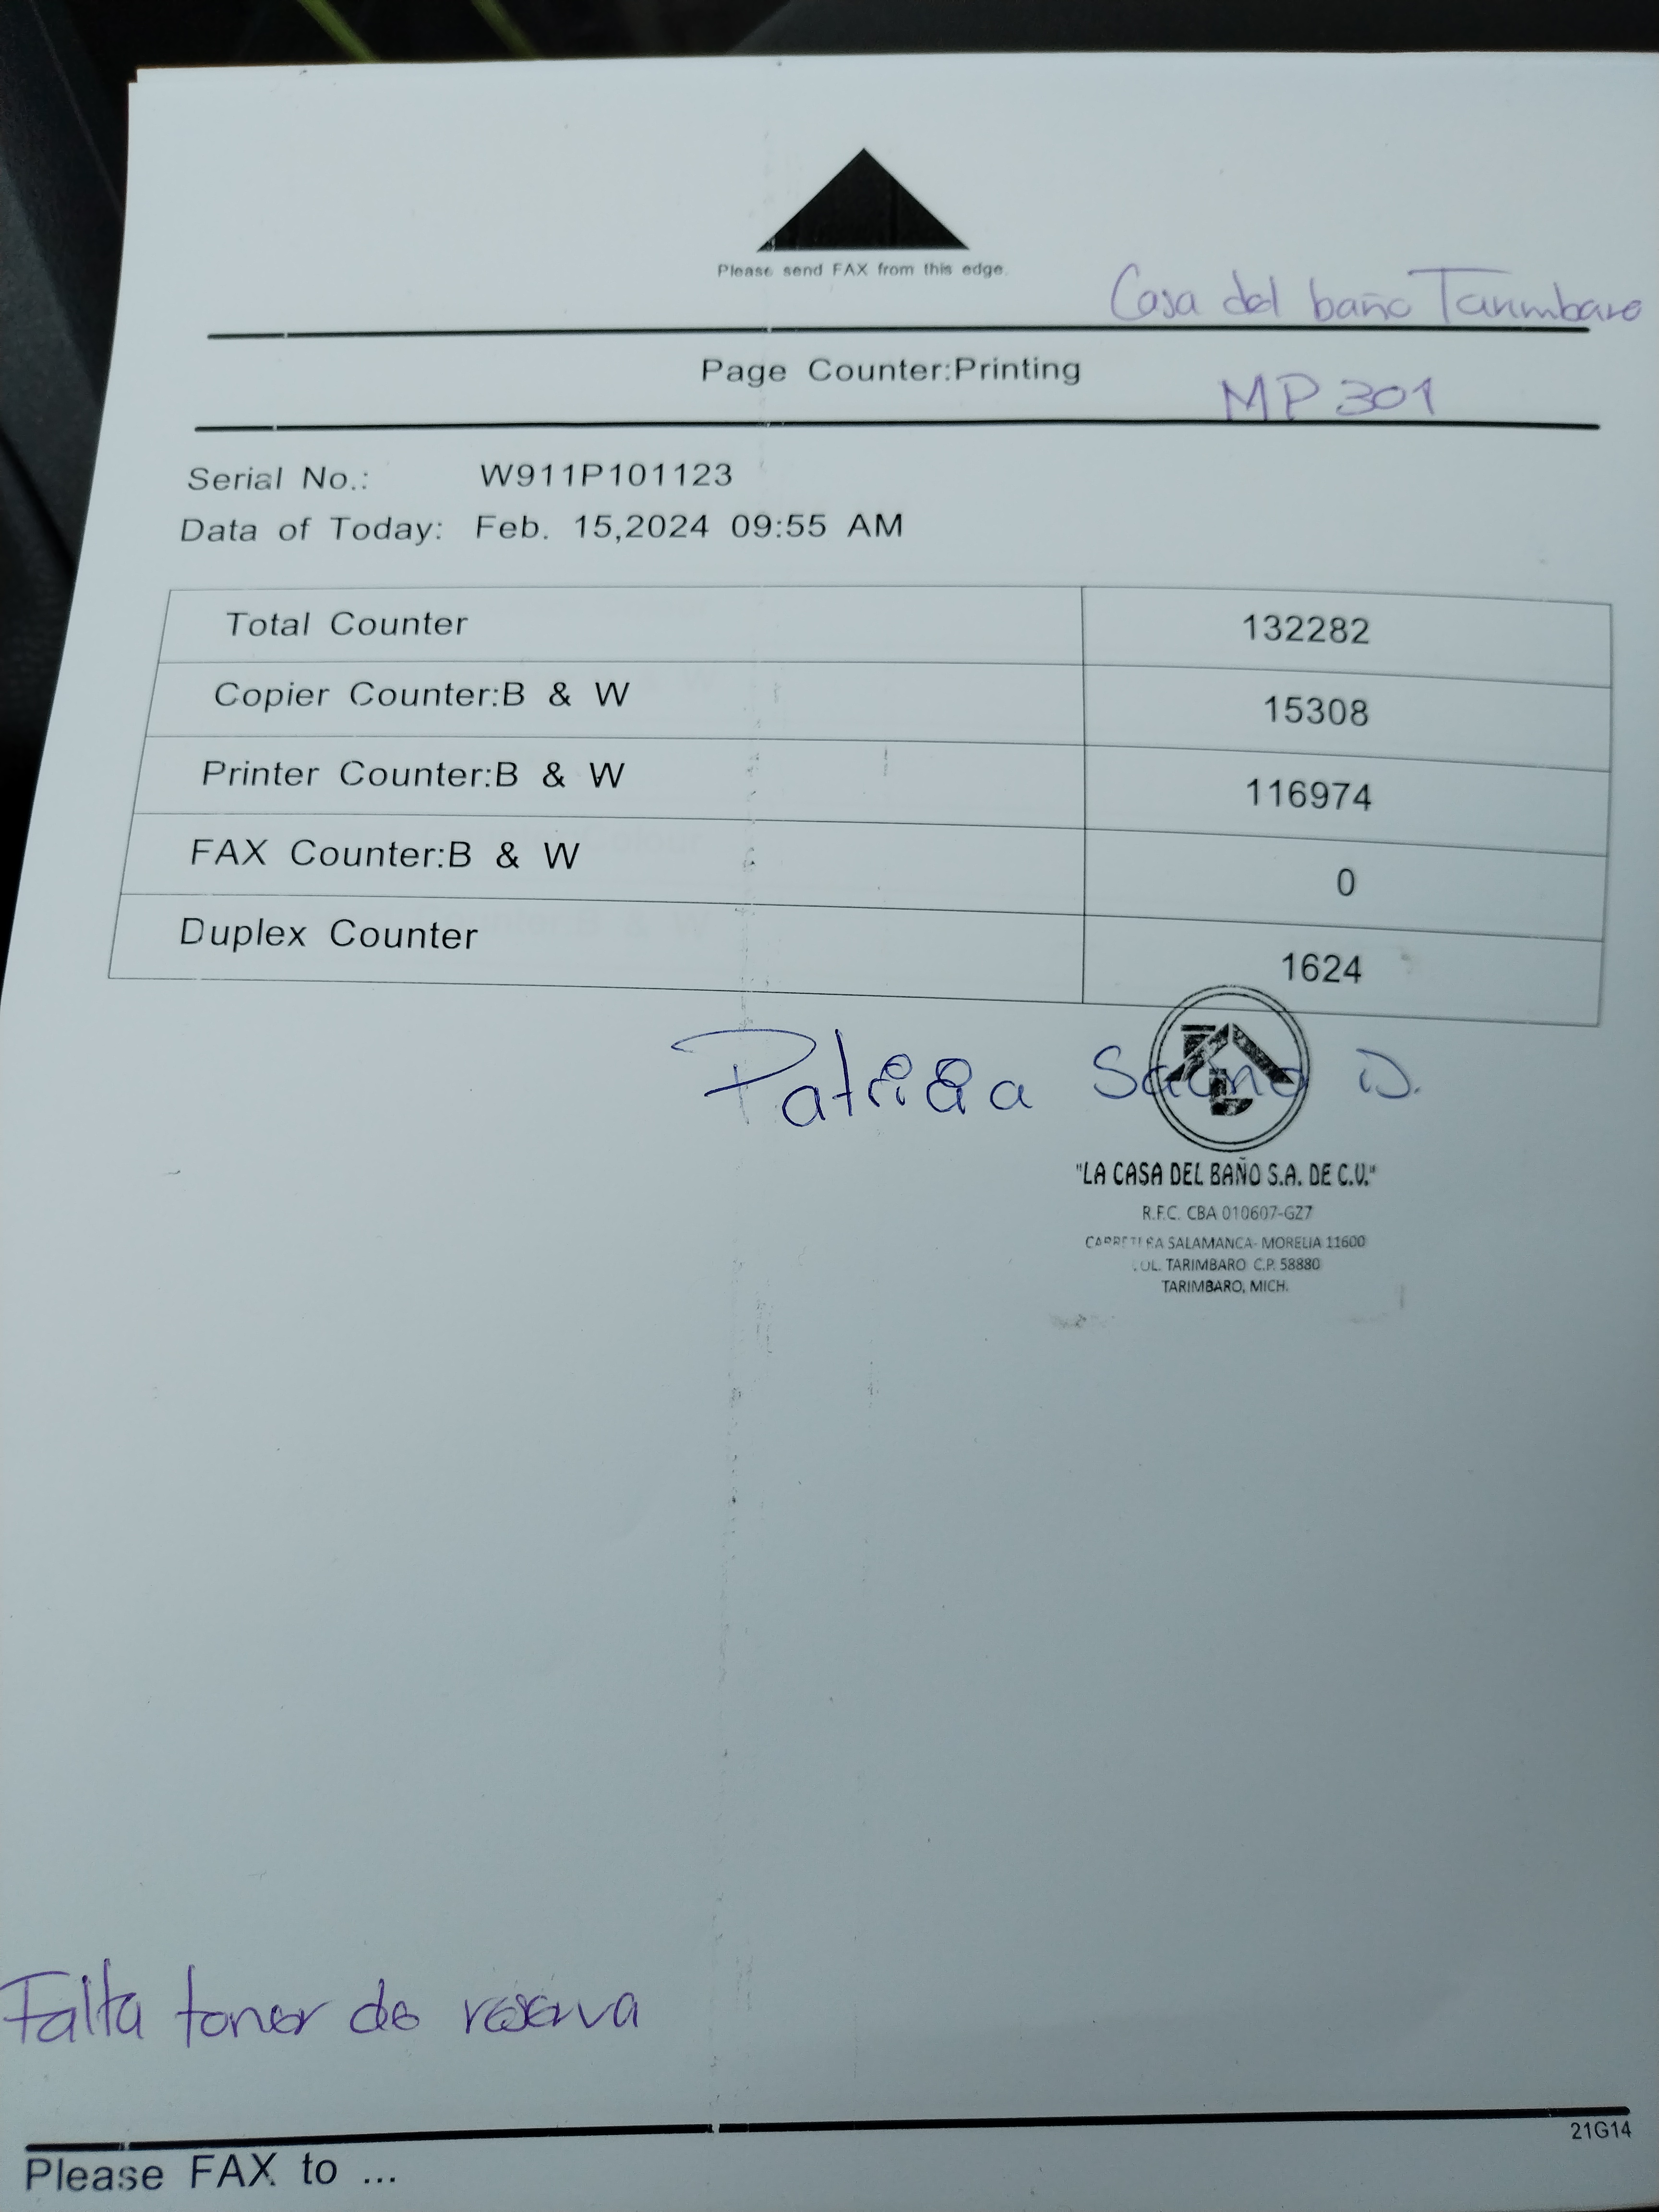 Please send FAX from this edge.
Casa del baño Tarimbaro
Page Counter:Printing
MP 301
Serial No.: W911P101123
Data of Today: Feb. 15,2024 09:55 AM
Total Counter 132282
Copier Counter:B & W 15308
Printer Counter:B & W 116974
FAX Counter:B & W 0
Duplex Counter 1624
Patricia D.
"LA CASA DEL BAÑO S.A. DE C.V."
R.F.C. CBA 010607-GZ7
CARRETERA SALAMANCA- MORELIA 11600
COL. TARIMBARO C.P. 58880
TARIMBARO, MICH.
Falta toner de reserva
21G14
Please FAX to ...